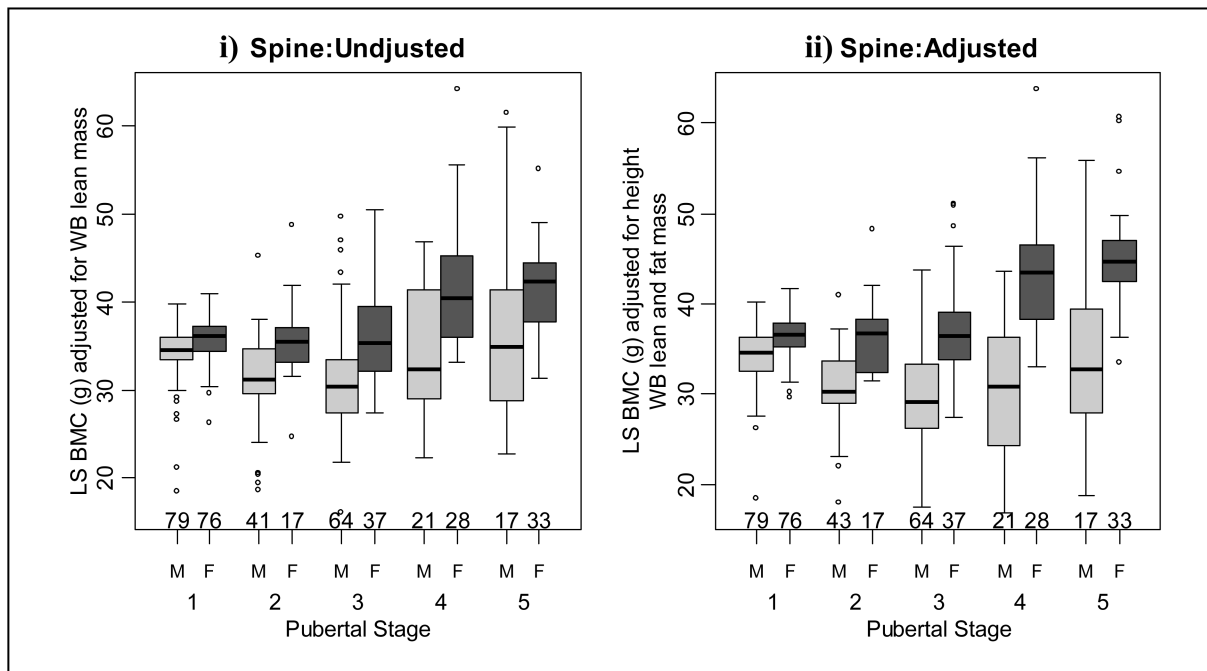 i) Spine:Undjusted
LS BMC (g) adjusted for WB lean mass
60
50
40
30
20
79 76 41 17 64 37 21 28 17 33
M F M F M F M F M F
1 2 3 4 5
Pubertal Stage
ii) Spine:Adjusted
LS BMC (g) adjusted for height
WB lean and fat mass
60
50
40
30
20
79 76 43 17 64 37 21 28 17 33
M F M F M F M F M F
1 2 3 4 5
Pubertal Stage